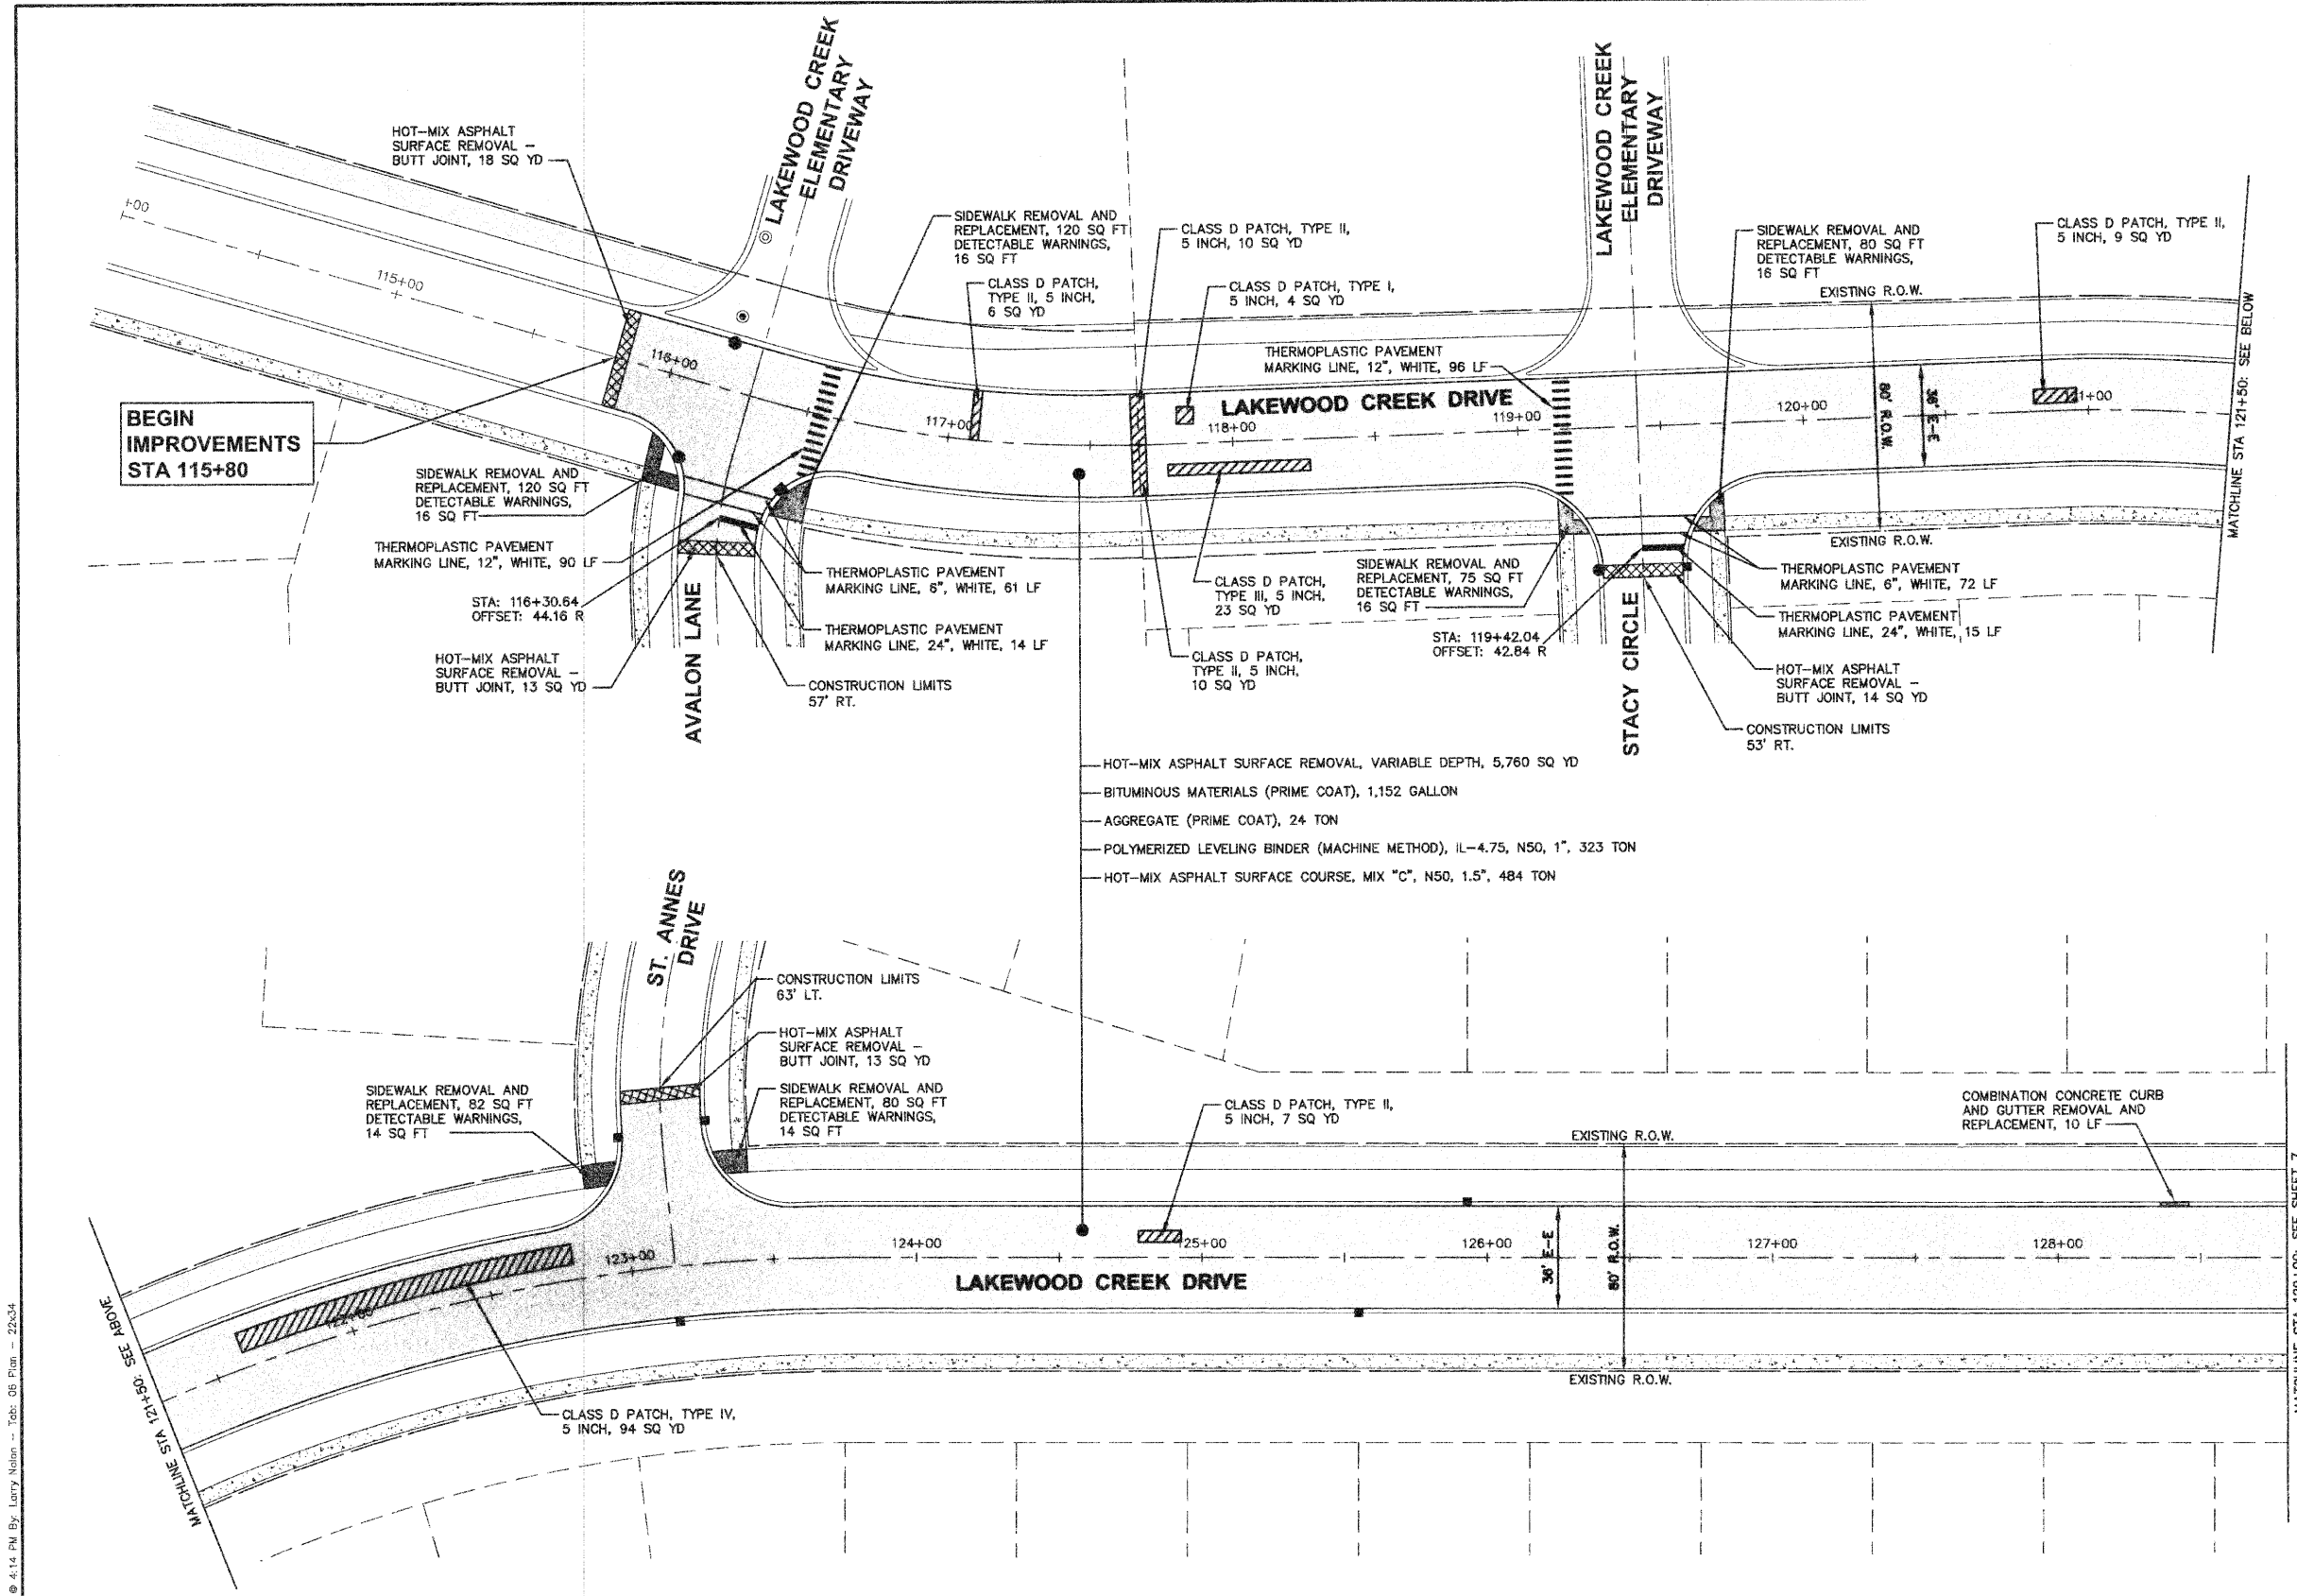 LAKEWOOD CREEK
ELEMENTARY
DRIVEWAY
LAKEWOOD CREEK
ELEMENTARY
DRIVEWAY
HOT-MIX ASPHALT
SURFACE REMOVAL -
BUTT JOINT, 18 SQ YD
SIDEWALK REMOVAL AND
REPLACEMENT, 120 SQ FT
DETECTABLE WARNINGS,
16 SQ FT
CLASS D PATCH,
TYPE II, 5 INCH,
6 SQ YD
CLASS D PATCH, TYPE II,
5 INCH, 10 SQ YD
CLASS D PATCH, TYPE I,
5 INCH, 4 SQ YD
THERMOPLASTIC PAVEMENT
MARKING LINE, 12", WHITE, 96 LF
SIDEWALK REMOVAL AND
REPLACEMENT, 80 SQ FT
DETECTABLE WARNINGS,
16 SQ FT
CLASS D PATCH, TYPE II,
5 INCH, 9 SQ YD
EXISTING R.O.W.
+00
115+00
116+00
117+00
118+00
119+00
120+00
21+00
LAKEWOOD CREEK DRIVE
80' R.O.W.
36' E-E
MATCHLINE STA 121+50: SEE BELOW
BEGIN
IMPROVEMENTS
STA 115+80
SIDEWALK REMOVAL AND
REPLACEMENT, 120 SQ FT
DETECTABLE WARNINGS,
16 SQ FT
THERMOPLASTIC PAVEMENT
MARKING LINE, 12", WHITE, 90 LF
STA: 116+30.64
OFFSET: 44.16 R
HOT-MIX ASPHALT
SURFACE REMOVAL -
BUTT JOINT, 13 SQ YD
AVALON LANE
THERMOPLASTIC PAVEMENT
MARKING LINE, 6", WHITE, 61 LF
THERMOPLASTIC PAVEMENT
MARKING LINE, 24", WHITE, 14 LF
CONSTRUCTION LIMITS
57' RT.
CLASS D PATCH,
TYPE III, 5 INCH,
23 SQ YD
CLASS D PATCH,
TYPE II, 5 INCH,
10 SQ YD
SIDEWALK REMOVAL AND
REPLACEMENT, 75 SQ FT
DETECTABLE WARNINGS,
16 SQ FT
STA: 119+42.04
OFFSET: 42.84 R
STACY CIRCLE
EXISTING R.O.W.
THERMOPLASTIC PAVEMENT
MARKING LINE, 6", WHITE, 72 LF
THERMOPLASTIC PAVEMENT
MARKING LINE, 24", WHITE, 15 LF
HOT-MIX ASPHALT
SURFACE REMOVAL -
BUTT JOINT, 14 SQ YD
CONSTRUCTION LIMITS
53' RT.
HOT-MIX ASPHALT SURFACE REMOVAL, VARIABLE DEPTH, 5,760 SQ YD
BITUMINOUS MATERIALS (PRIME COAT), 1,152 GALLON
AGGREGATE (PRIME COAT), 24 TON
POLYMERIZED LEVELING BINDER (MACHINE METHOD), IL-4.75, N50, 1", 323 TON
HOT-MIX ASPHALT SURFACE COURSE, MIX "C", N50, 1.5", 484 TON
ST. ANNES
DRIVE
CONSTRUCTION LIMITS
63' LT.
HOT-MIX ASPHALT
SURFACE REMOVAL -
BUTT JOINT, 13 SQ YD
SIDEWALK REMOVAL AND
REPLACEMENT, 82 SQ FT
DETECTABLE WARNINGS,
14 SQ FT
SIDEWALK REMOVAL AND
REPLACEMENT, 80 SQ FT
DETECTABLE WARNINGS,
14 SQ FT
CLASS D PATCH, TYPE II,
5 INCH, 7 SQ YD
COMBINATION CONCRETE CURB
AND GUTTER REMOVAL AND
REPLACEMENT, 10 LF
EXISTING R.O.W.
122+00
123+00
124+00
125+00
126+00
127+00
128+00
LAKEWOOD CREEK DRIVE
36' E-E
80' R.O.W.
EXISTING R.O.W.
MATCHLINE STA 121+50: SEE ABOVE
CLASS D PATCH, TYPE IV,
5 INCH, 94 SQ YD
@ 4:14 PM By: Larry Nolan -- Tab: 06 Plan - 22x34